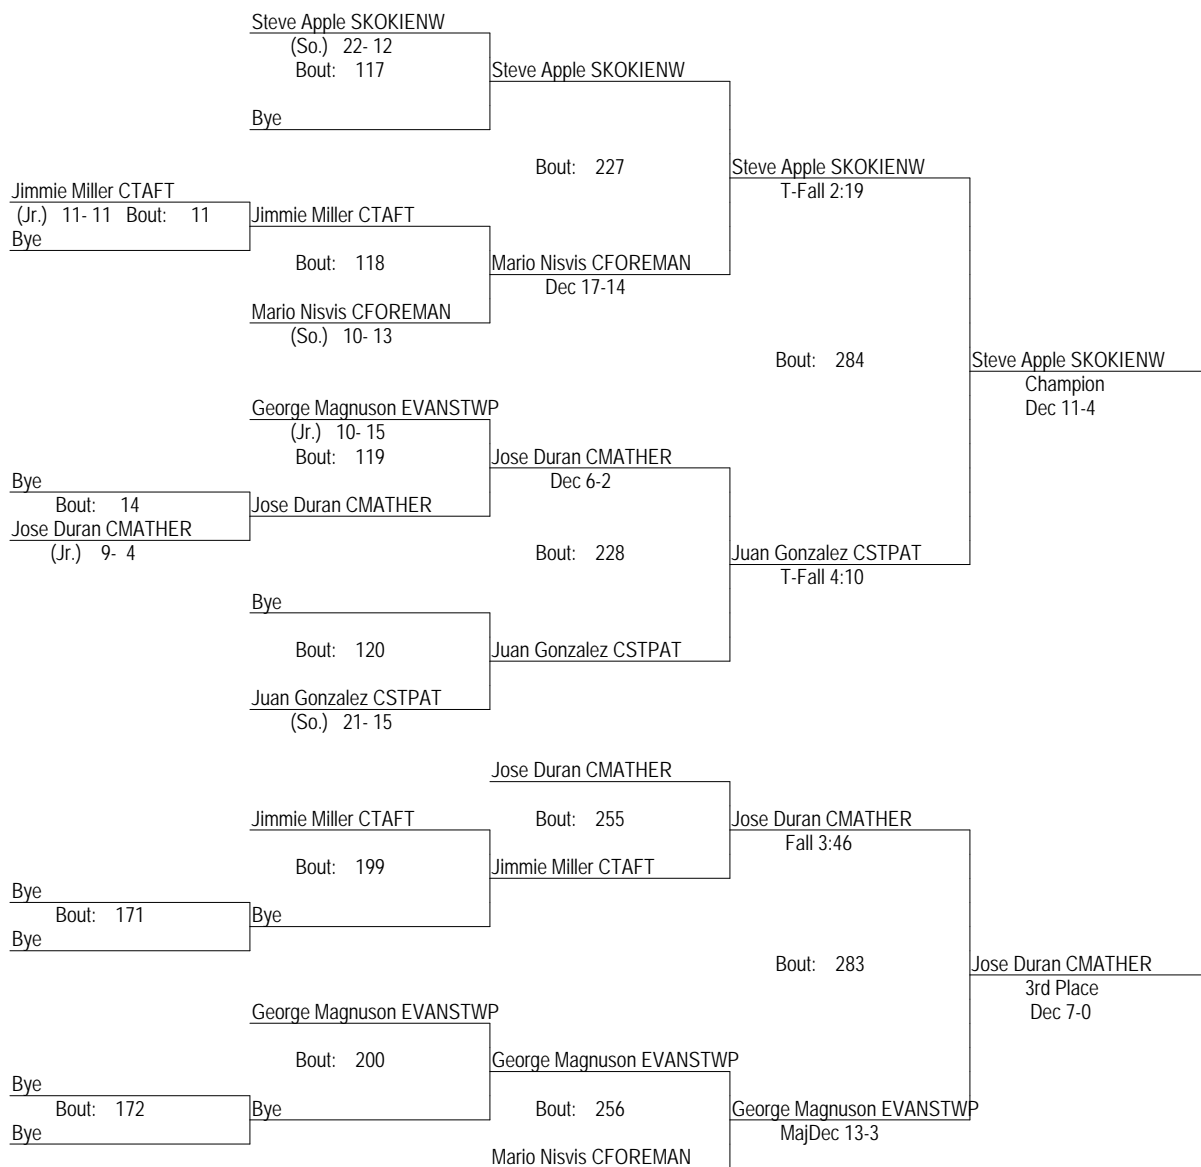 Steve Apple SKOKIENW
(So.) 22- 12
Bout: 117
Steve Apple SKOKIENW
Bye
Bout: 227
Steve Apple SKOKIENW
T-Fall 2:19
Jimmie Miller CTAFT
(Jr.) 11- 11 Bout: 11
Jimmie Miller CTAFT
Bye
Bout: 118
Mario Nisvis CFOREMAN
Dec 17-14
Mario Nisvis CFOREMAN
(So.) 10- 13
Bout: 284
Steve Apple SKOKIENW
Champion
Dec 11-4
George Magnuson EVANSTWP
(Jr.) 10- 15
Bout: 119
Jose Duran CMATHER
Dec 6-2
Bye
Bout: 14
Jose Duran CMATHER
Jose Duran CMATHER
(Jr.) 9- 4
Bout: 228
Juan Gonzalez CSTPAT
T-Fall 4:10
Bye
Bout: 120
Juan Gonzalez CSTPAT
Juan Gonzalez CSTPAT
(So.) 21- 15
Jose Duran CMATHER
Jimmie Miller CTAFT
Bout: 255
Jose Duran CMATHER
Fall 3:46
Bout: 199
Jimmie Miller CTAFT
Bye
Bout: 171
Bye
Bye
Bout: 283
Jose Duran CMATHER
3rd Place
Dec 7-0
George Magnuson EVANSTWP
Bout: 200
George Magnuson EVANSTWP
Bye
Bout: 172
Bye
Bye
Bout: 256
George Magnuson EVANSTWP
MajDec 13-3
Mario Nisvis CFOREMAN